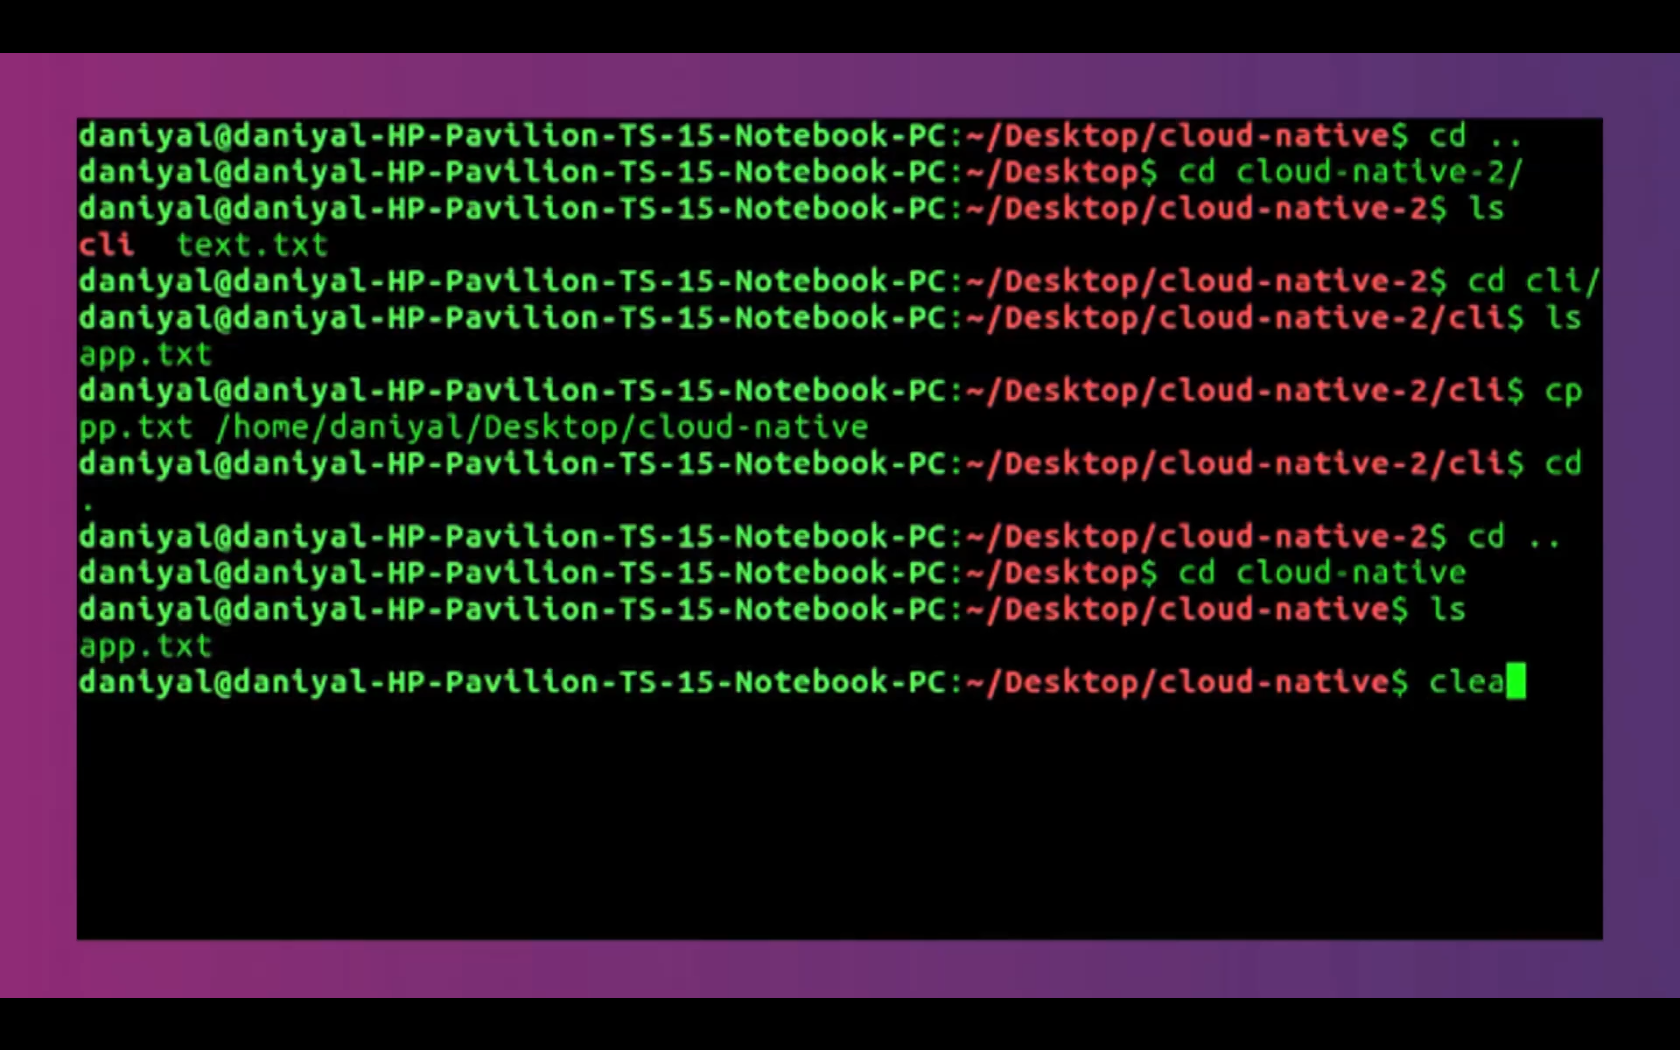 daniyal@daniyal-HP-Pavilion-TS-15-Notebook-PC:~/Desktop/cloud-native$ cd ..
daniyal@daniyal-HP-Pavilion-TS-15-Notebook-PC:~/Desktop$ cd cloud-native-2/
daniyal@daniyal-HP-Pavilion-TS-15-Notebook-PC:~/Desktop/cloud-native-2$ ls
cli  text.txt
daniyal@daniyal-HP-Pavilion-TS-15-Notebook-PC:~/Desktop/cloud-native-2$ cd cli/
daniyal@daniyal-HP-Pavilion-TS-15-Notebook-PC:~/Desktop/cloud-native-2/cli$ ls
app.txt
daniyal@daniyal-HP-Pavilion-TS-15-Notebook-PC:~/Desktop/cloud-native-2/cli$ cp
pp.txt /home/daniyal/Desktop/cloud-native
daniyal@daniyal-HP-Pavilion-TS-15-Notebook-PC:~/Desktop/cloud-native-2/cli$ cd
.
daniyal@daniyal-HP-Pavilion-TS-15-Notebook-PC:~/Desktop/cloud-native-2$ cd ..
daniyal@daniyal-HP-Pavilion-TS-15-Notebook-PC:~/Desktop$ cd cloud-native
daniyal@daniyal-HP-Pavilion-TS-15-Notebook-PC:~/Desktop/cloud-native$ ls
app.txt
daniyal@daniyal-HP-Pavilion-TS-15-Notebook-PC:~/Desktop/cloud-native$ clea